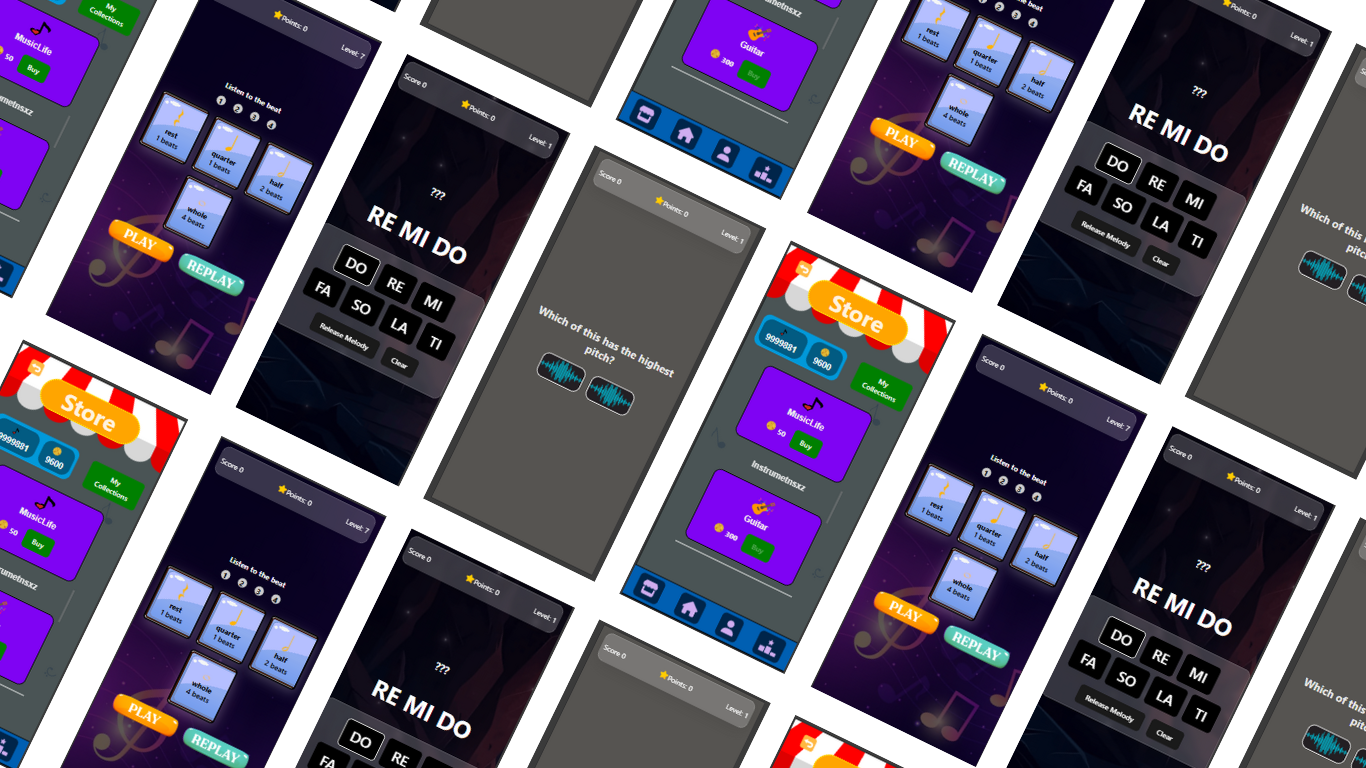 My
Collections
MusicLife
50
Buy
Points: 0
Level: 7
Listen to the beat
1 2 3 4
rest
1 beats
quarter
1 beats
half
2 beats
whole
4 beats
PLAY
REPLAY
Score 0
Points: 0
Level: 1
???
RE MI DO
DO RE MI
FA SO LA TI
Release Melody
Clear
Score 0
Points: 0
Level: 1
Which of this has the highest
pitch?
Guitar
300
Buy
rest
1 beats
quarter
1 beats
half
2 beats
whole
4 beats
PLAY
REPLAY
Points: 0
Level: 1
???
RE MI DO
DO RE MI
FA SO LA TI
Release Melody
Clear
Which of this
pitch
Store
9999881
9600
My
Collections
MusicLife
50
Buy
Score 0
Points: 0
Level: 7
Listen to the beat
1 2 3 4
rest
1 beats
quarter
1 beats
half
2 beats
whole
4 beats
PLAY
REPLAY
Score 0
Points: 0
Level: 1
???
RE MI DO
DO RE
FA
Score 0
Points: 0
Level: 1
Store
9999881
9600
My
Collections
MusicLife
50
Buy
Instrumetnsxz
Guitar
300
Buy
Score 0
Points: 0
Level: 7
Listen to the beat
1 2 3 4
rest
1 beats
quarter
1 beats
half
2 beats
whole
4 beats
PLAY
REPLAY
Score 0
Points: 0
Level: 1
???
RE MI DO
DO RE MI
FA SO LA TI
Release Melody
Clear
Which of this
pitch